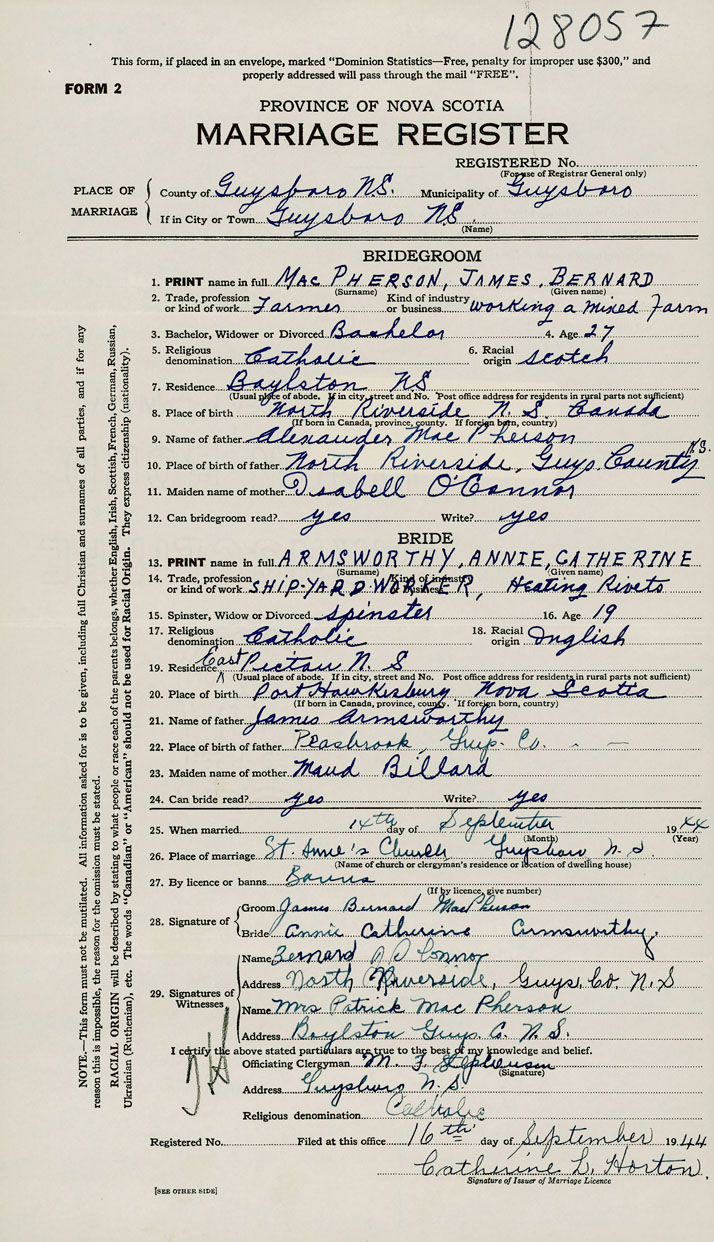 128057
This form, if placed in an envelope, marked "Dominion Statistics—Free, penalty for improper use $300," and
properly addressed will pass through the mail "FREE".
FORM 2
PROVINCE OF NOVA SCOTIA
MARRIAGE REGISTER
REGISTERED No.
(For use of Registrar General only)
PLACE OF MARRIAGE
County of Guysboro N.S. Municipality of Guysboro
If in City or Town Guysboro NS.
(Name)
BRIDEGROOM
1. PRINT name in full MAC PHERSON, JAMES, BERNARD
(Surname) (Given name)
2. Trade, profession or kind of work Farmer Kind of industry or business working a mixed Farm
3. Bachelor, Widower or Divorced Bachelor 4. Age 27
5. Religious denomination Catholic 6. Racial origin Scotch
7. Residence Boylston NS
(Usual place of abode. If in city, street and No. Post office address for residents in rural parts not sufficient)
8. Place of birth North Riverside N. S. Canada
(If born in Canada, province, county. If foreign born, country)
9. Name of father Alexander Mac Pherson
10. Place of birth of father North Riverside, Guys. County N.S.
11. Maiden name of mother Isabell O'Connor
12. Can bridegroom read? yes Write? yes
BRIDE
13. PRINT name in full ARMSWORTHY, ANNIE, CATHERINE
(Surname) (Given name)
14. Trade, profession or kind of work SHIP-YARD WORKER, Kind of industry or business Heating Rivets
15. Spinster, Widow or Divorced spinster 16. Age 19
17. Religious denomination Catholic 18. Racial origin English
19. Residence East Pictou N. S
(Usual place of abode. If in city, street and No. Post office address for residents in rural parts not sufficient)
20. Place of birth Port Hawkesbury Nova Scotia
(If born in Canada, province, county. If foreign born, country)
21. Name of father James Armsworthy
22. Place of birth of father Peasbrook, Guys. Co.
23. Maiden name of mother Maud Billard
24. Can bride read? yes Write? yes
25. When married 14th day of September 19 44
(Month) (Year)
26. Place of marriage St. Anne's Church Guysboro N.S.
(Name of church or clergyman's residence or location of dwelling house)
27. By licence or banns Banns
(If by licence, give number)
28. Signature of
Groom James Bernard MacPherson
Bride Annie Catherine Armsworthy.
29. Signatures of Witnesses
Name Bernard O'Connor
Address North Riverside, Guys. Co. N.S
Name Mrs Patrick Mac Pherson
Address Boylston Guys. Co. N. S.
I certify the above stated particulars are true to the best of my knowledge and belief.
Officiating Clergyman M. F. Stephenson
(Signature)
Address Guysboro N. S.
Religious denomination Catholic
Registered No. Filed at this office 16th day of September 19 44
Catherine L. Horton.
Signature of Issuer of Marriage Licence
[SEE OTHER SIDE]
NOTE.—This form must not be mutilated. All information asked for is to be given, including full Christian and surnames of all parties, and if for any
reason this is impossible, the reason for the omission must be stated.
RACIAL ORIGIN will be described by stating to what people or race each of the parents belongs, whether English, Irish, Scottish, French, German, Russian,
Ukrainian (Ruthenian), etc. The words "Canadian" or "American" should not be used for Racial Origin. They express citizenship (nationality).